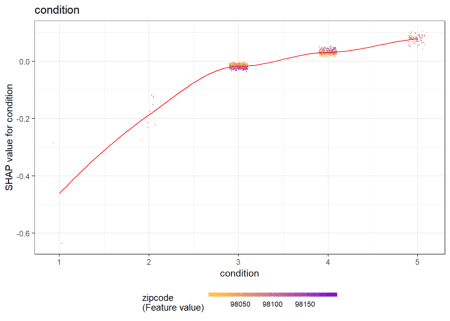 condition
SHAP value for condition
0.0
-0.2
-0.4
-0.6
1 2 3 4 5
condition
zipcode
(Feature value)
98050 98100 98150